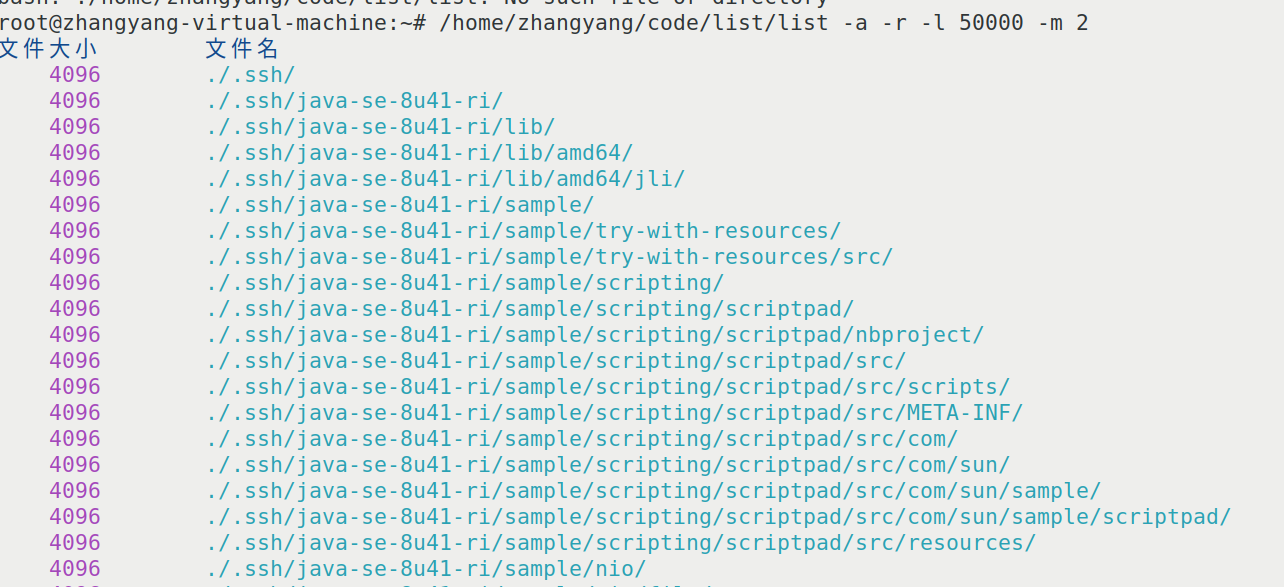 bash: ./home/zhangyang/code/list/list: No such file or directory
root@zhangyang-virtual-machine:~# /home/zhangyang/code/list/list -a -r -l 50000 -m 2
文件大小 文件名
4096 ./.ssh/
4096 ./.ssh/java-se-8u41-ri/
4096 ./.ssh/java-se-8u41-ri/lib/
4096 ./.ssh/java-se-8u41-ri/lib/amd64/
4096 ./.ssh/java-se-8u41-ri/lib/amd64/jli/
4096 ./.ssh/java-se-8u41-ri/sample/
4096 ./.ssh/java-se-8u41-ri/sample/try-with-resources/
4096 ./.ssh/java-se-8u41-ri/sample/try-with-resources/src/
4096 ./.ssh/java-se-8u41-ri/sample/scripting/
4096 ./.ssh/java-se-8u41-ri/sample/scripting/scriptpad/
4096 ./.ssh/java-se-8u41-ri/sample/scripting/scriptpad/nbproject/
4096 ./.ssh/java-se-8u41-ri/sample/scripting/scriptpad/src/
4096 ./.ssh/java-se-8u41-ri/sample/scripting/scriptpad/src/scripts/
4096 ./.ssh/java-se-8u41-ri/sample/scripting/scriptpad/src/META-INF/
4096 ./.ssh/java-se-8u41-ri/sample/scripting/scriptpad/src/com/
4096 ./.ssh/java-se-8u41-ri/sample/scripting/scriptpad/src/com/sun/
4096 ./.ssh/java-se-8u41-ri/sample/scripting/scriptpad/src/com/sun/sample/
4096 ./.ssh/java-se-8u41-ri/sample/scripting/scriptpad/src/com/sun/sample/scriptpad/
4096 ./.ssh/java-se-8u41-ri/sample/scripting/scriptpad/src/resources/
4096 ./.ssh/java-se-8u41-ri/sample/nio/